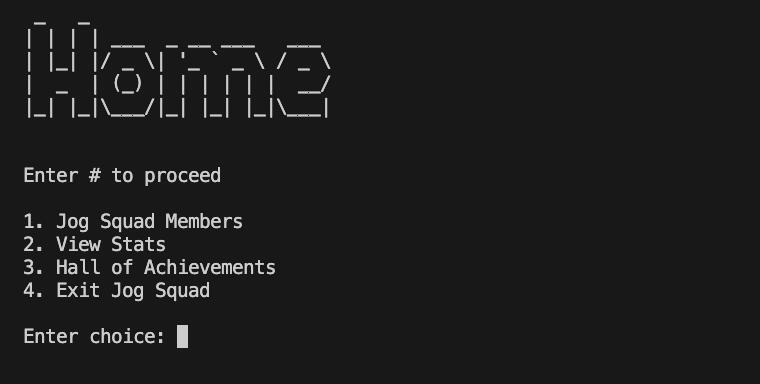 Home
Enter # to proceed
1. Jog Squad Members
2. View Stats
3. Hall of Achievements
4. Exit Jog Squad
Enter choice: